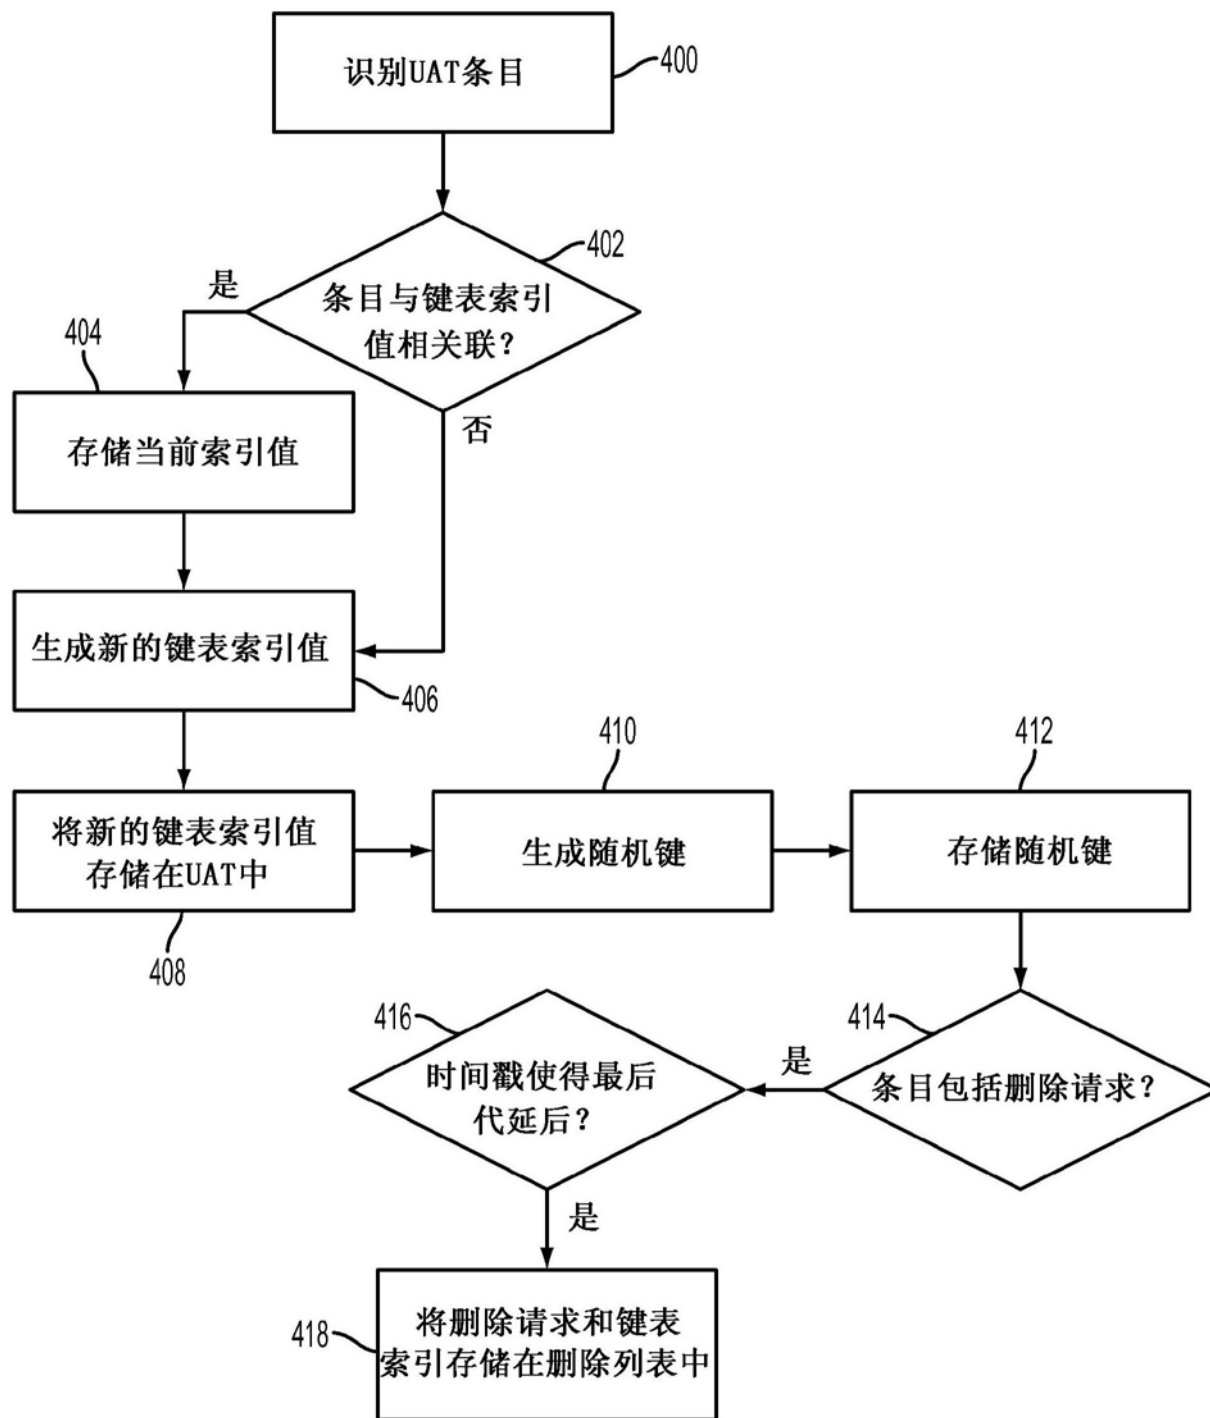 识别UAT条目
400
402
是
条目与键表索引
值相关联？
404
否
存储当前索引值
生成新的键表索引值
406
410
412
将新的键表索引值
存储在UAT中
生成随机键
存储随机键
408
416
414
时间戳使得最后
代延后？
是
条目包括删除请求？
是
418
将删除请求和键表
索引存储在删除列表中